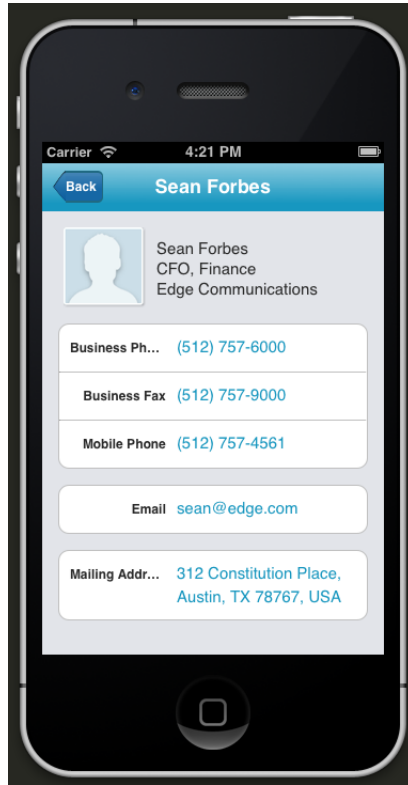 Carrier 4:21 PM
Back Sean Forbes
Sean Forbes
CFO, Finance
Edge Communications
Business Ph... (512) 757-6000
Business Fax (512) 757-9000
Mobile Phone (512) 757-4561
Email sean@edge.com
Mailing Addr... 312 Constitution Place,
Austin, TX 78767, USA